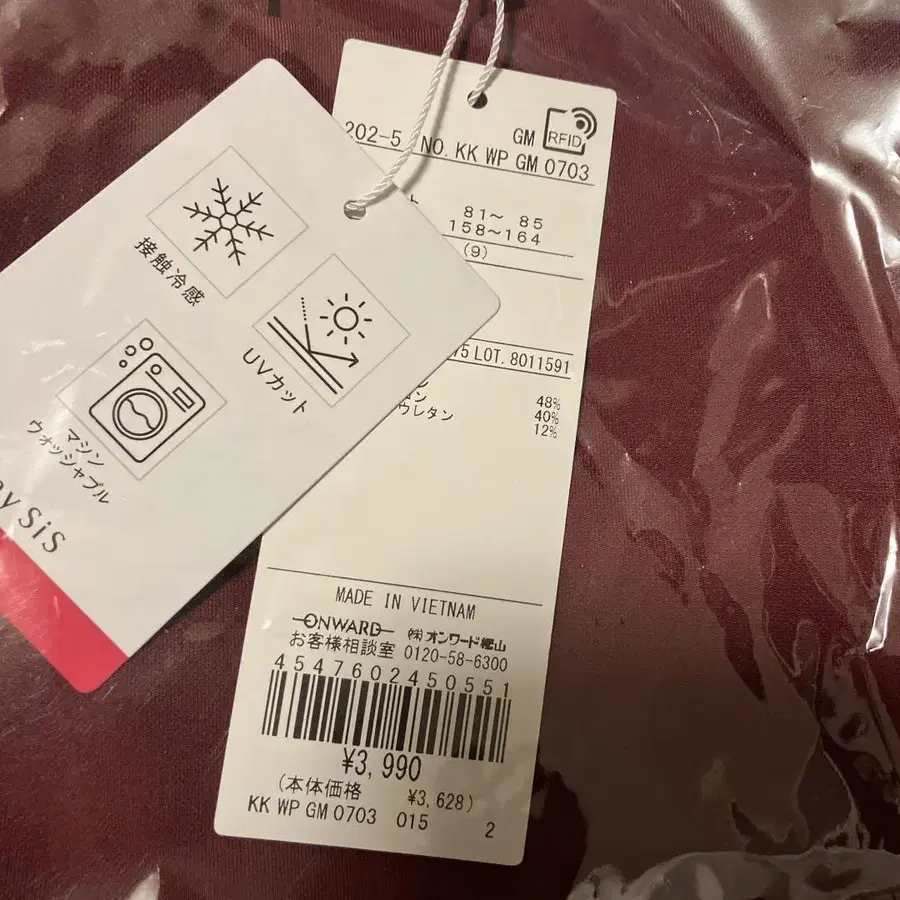 接触冷感
UVカット
マシン
ウォッシャブル
SiS
GM RFID
202-5 NO. KK WP GM 0703
81～ 85
158～164
(9)
75 LOT. 8011591
48%
40%
ウレタン 12%
MADE IN VIETNAM
ONWARD ㈱オンワード樫山
お客様相談室 0120-58-6300
4547602450551
¥3,990
(本体価格 ¥3,628)
KK WP GM 0703 015 2